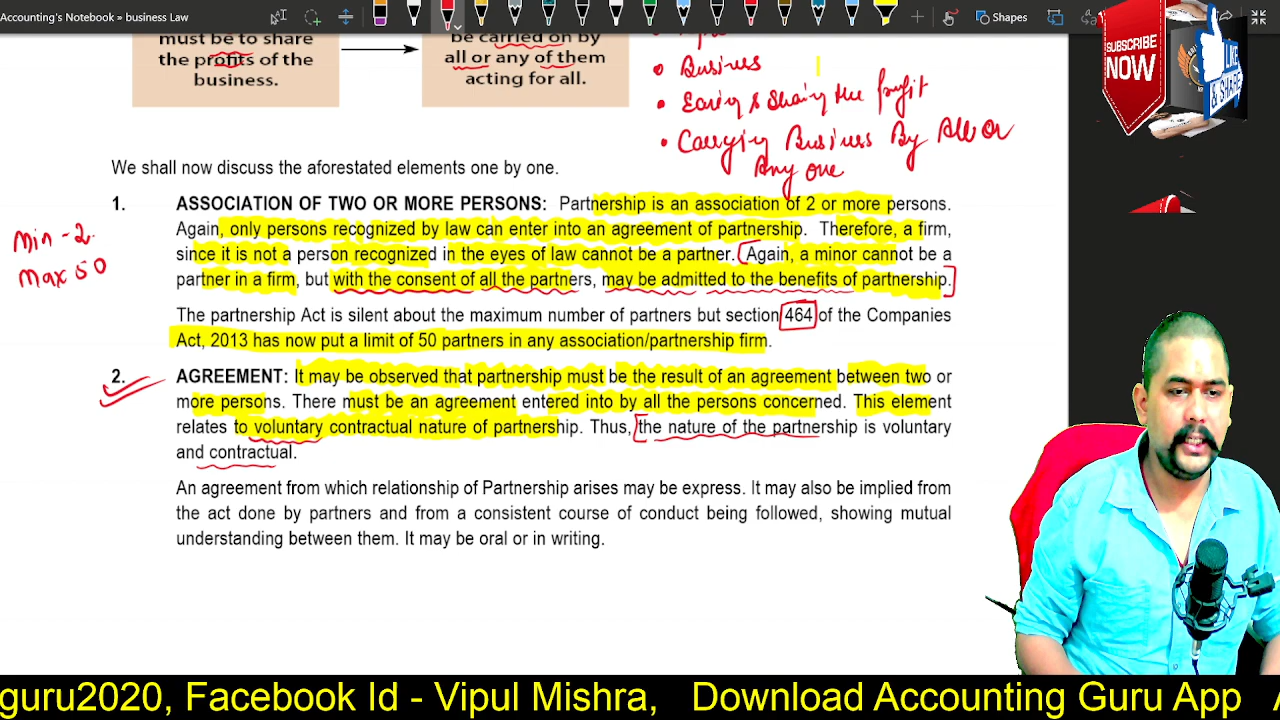 Accounting's Notebook » business Law
Shapes
SUBSCRIBE
NOW
LIKE
& SHARE
must be to share
the profits of the
business.
be carried on by
all or any of them
acting for all.
• Business
• Earing & Sharing the profit
• Carrying Business By All or
Any one
We shall now discuss the aforestated elements one by one.
Min - 2.
Max 50
1. ASSOCIATION OF TWO OR MORE PERSONS: Partnership is an association of 2 or more persons.
Again, only persons recognized by law can enter into an agreement of partnership. Therefore, a firm,
since it is not a person recognized in the eyes of law cannot be a partner. Again, a minor cannot be a
partner in a firm, but with the consent of all the partners, may be admitted to the benefits of partnership.
The partnership Act is silent about the maximum number of partners but section 464 of the Companies
Act, 2013 has now put a limit of 50 partners in any association/partnership firm.
2. AGREEMENT: It may be observed that partnership must be the result of an agreement between two or
more persons. There must be an agreement entered into by all the persons concerned. This element
relates to voluntary contractual nature of partnership. Thus, the nature of the partnership is voluntary
and contractual.
An agreement from which relationship of Partnership arises may be express. It may also be implied from
the act done by partners and from a consistent course of conduct being followed, showing mutual
understanding between them. It may be oral or in writing.
guru2020, Facebook Id - Vipul Mishra, Download Accounting Guru App